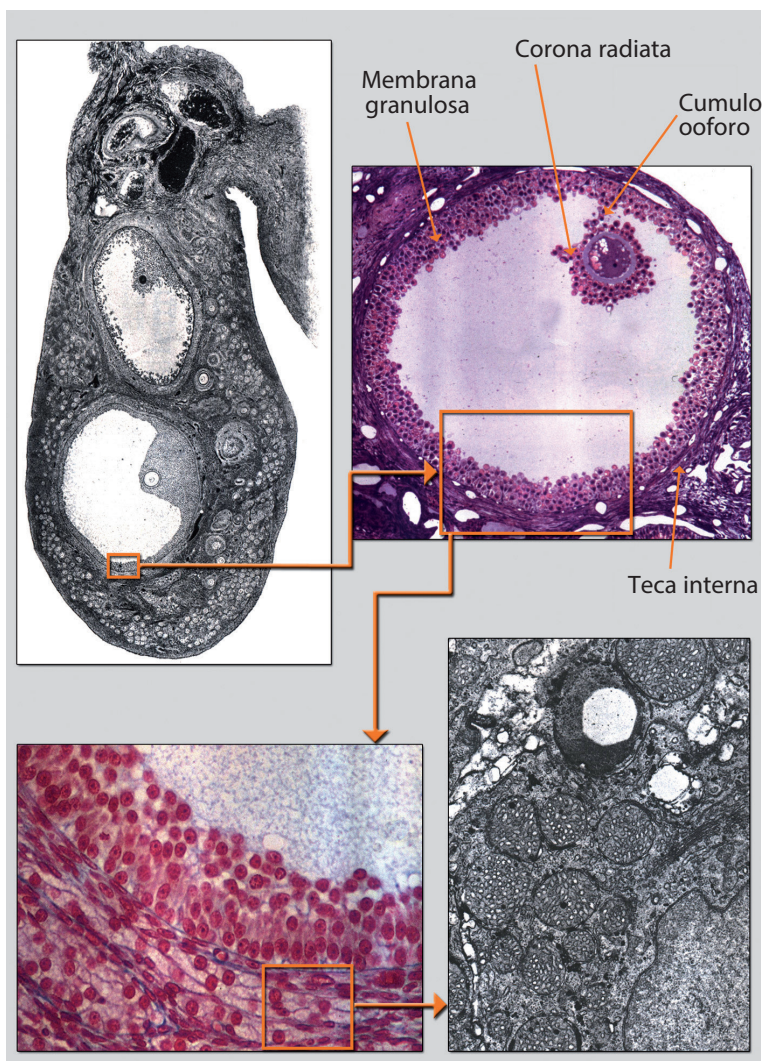 Corona radiata
Membrana
granulosa
Cumulo
ooforo
Teca interna